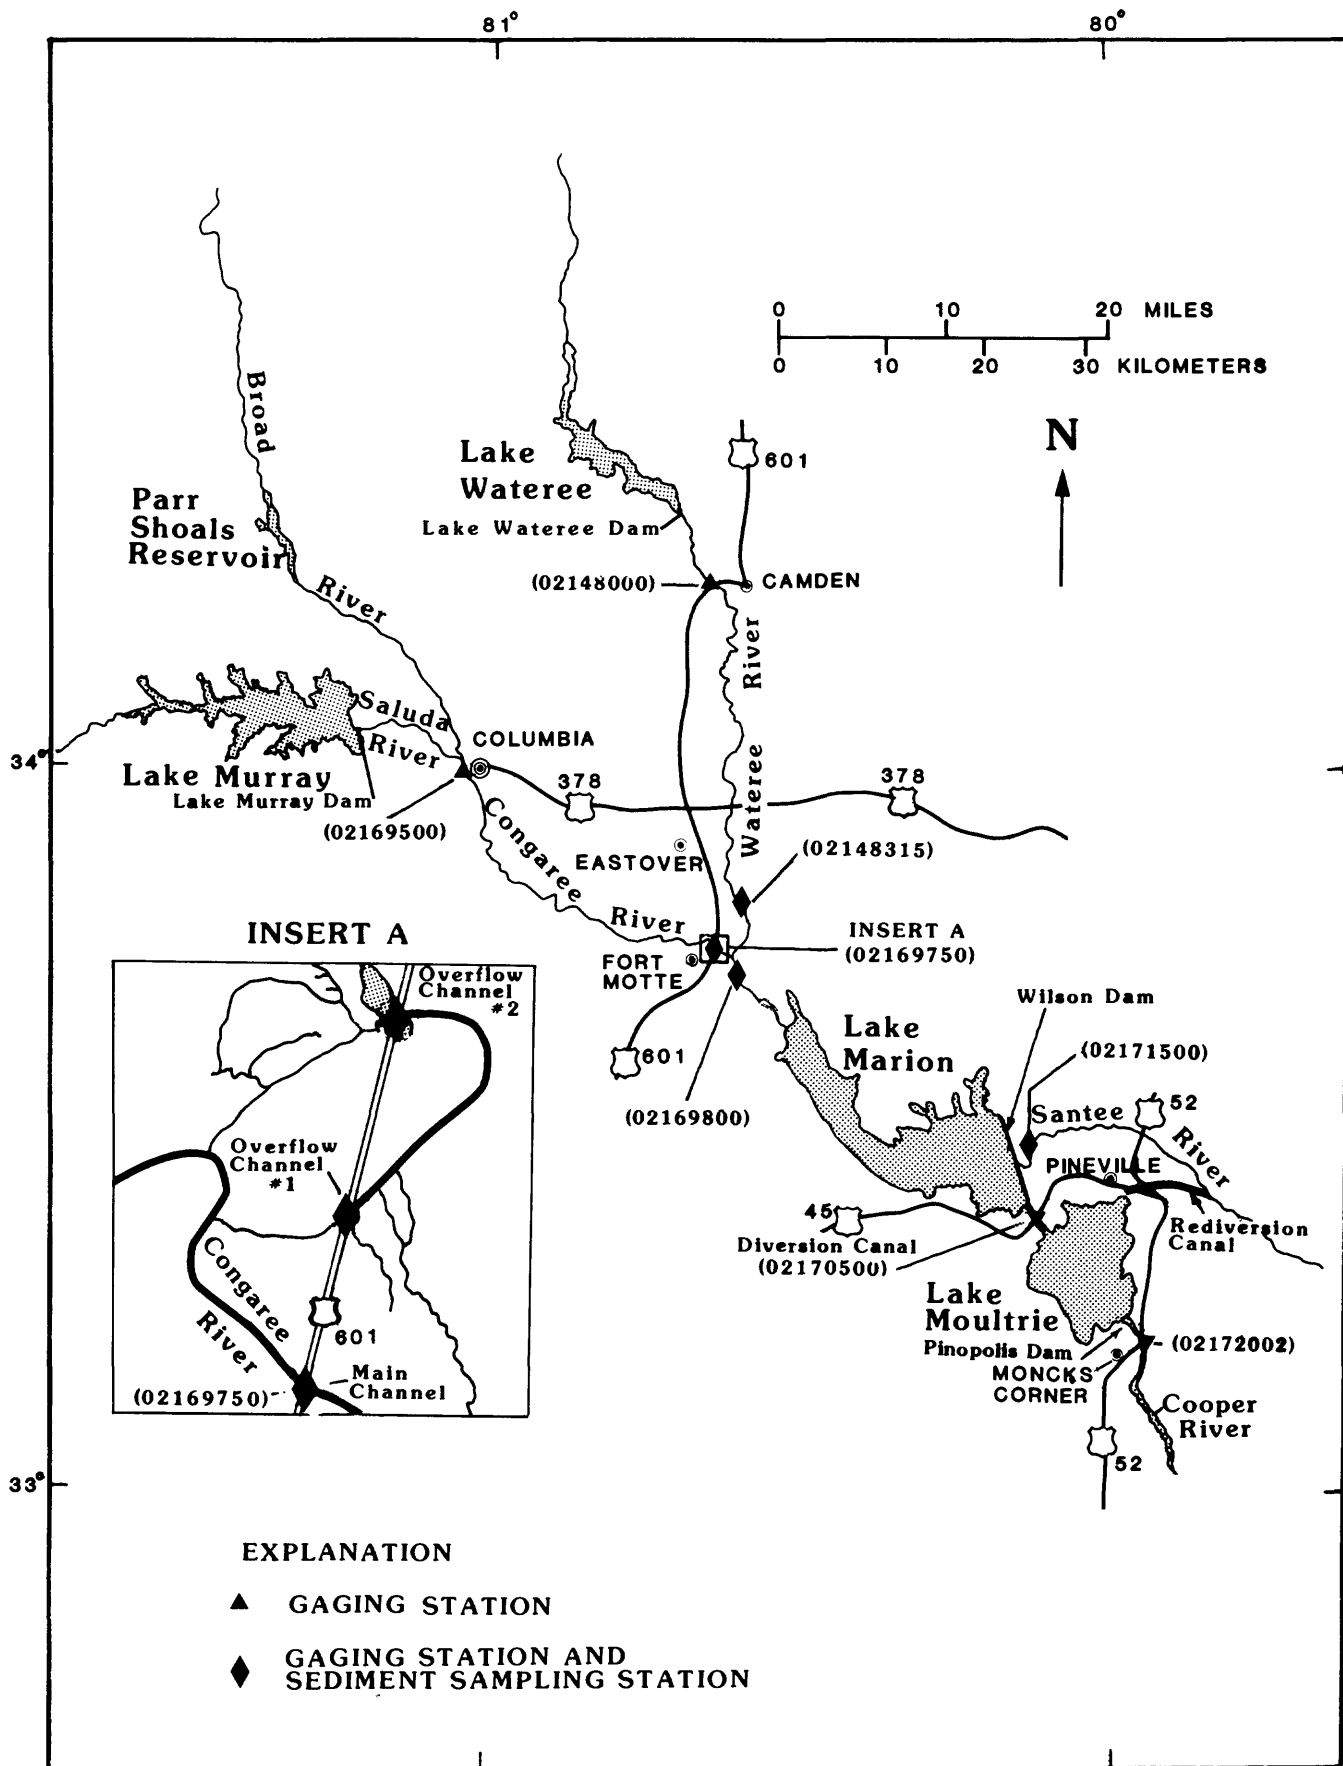 81°
80°
0 10 20 MILES
0 10 20 30 KILOMETERS
N
Broad
River
Parr
Shoals
Reservoir
Lake
Wateree
Lake Wateree Dam
601
(02148000)
CAMDEN
River
Wateree
Saluda
River
34°
COLUMBIA
Lake Murray
Lake Murray Dam
(02169500)
378
378
Congaree
River
EASTOVER
(02148315)
INSERT A
(02169750)
FORT
MOTTE
601
(02169800)
Wilson Dam
Lake
Marion
(02171500)
Santee
River
52
PINEVILLE
45
Diversion Canal
(02170500)
Rediversion
Canal
Lake
Moultrie
Pinopolis Dam
MONCKS
CORNER
(02172002)
Cooper
River
52
33°
INSERT A
Overflow
Channel
#2
Overflow
Channel
#1
Congaree
River
601
(02169750)
Main
Channel
EXPLANATION
GAGING STATION
GAGING STATION AND
SEDIMENT SAMPLING STATION